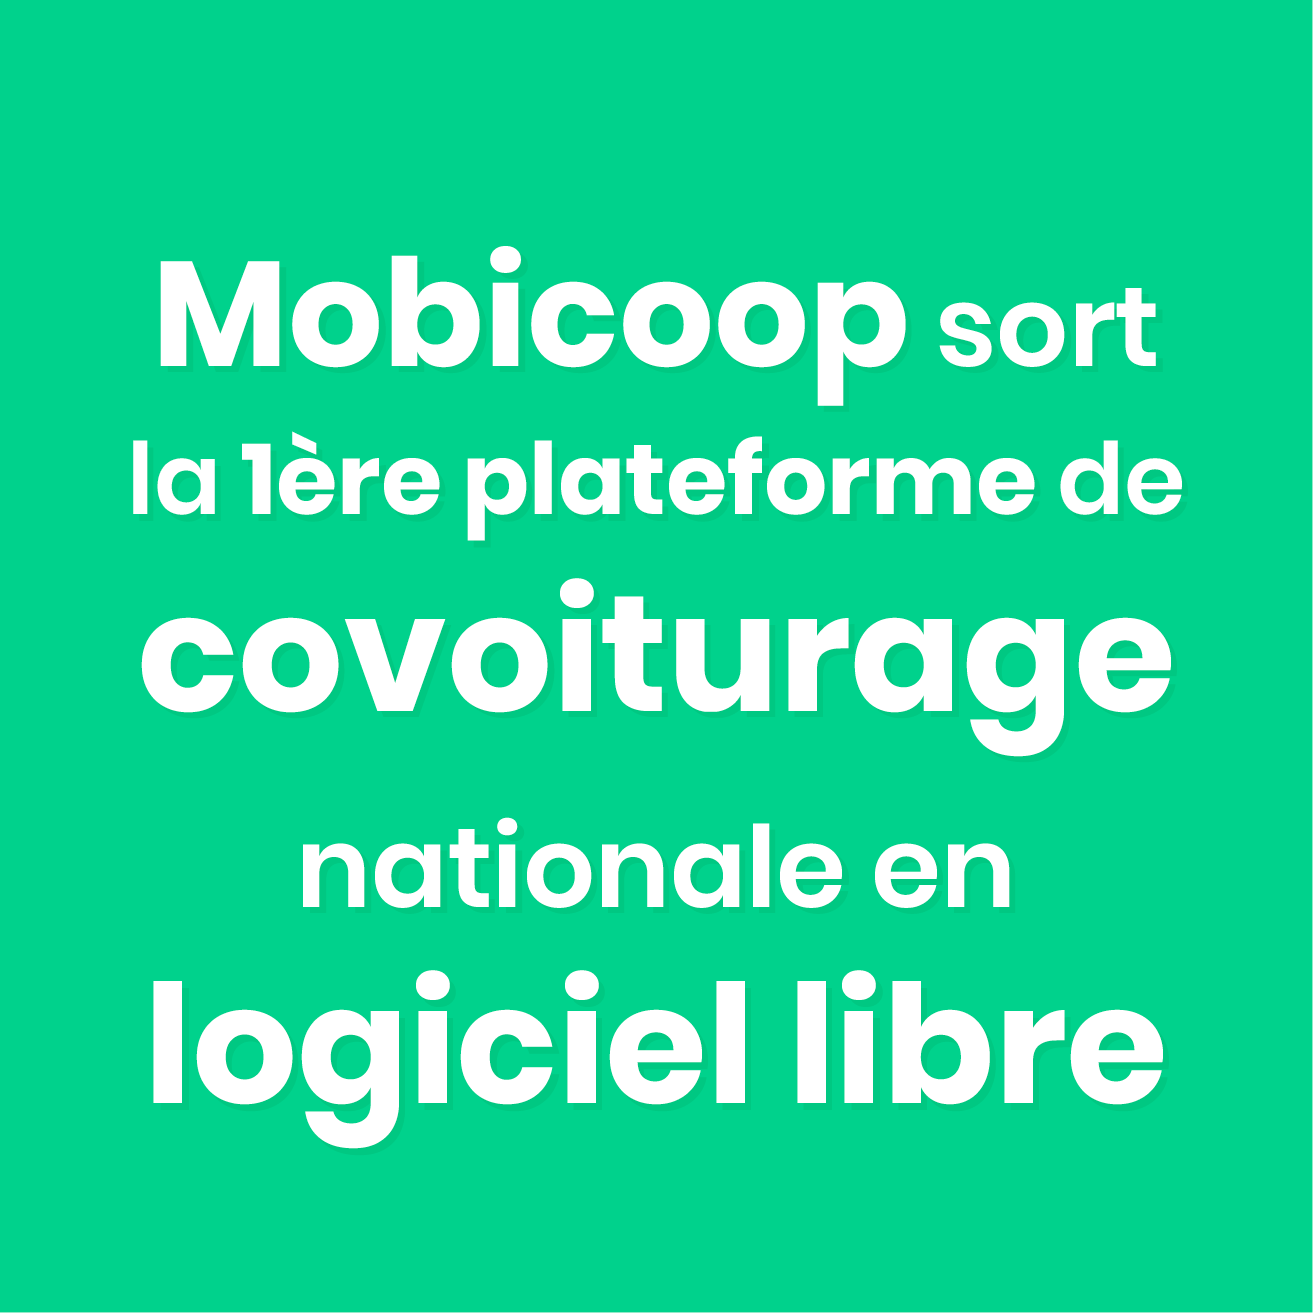 Mobicoop sort
la 1ère plateforme de
covoiturage
nationale en
logiciel libre